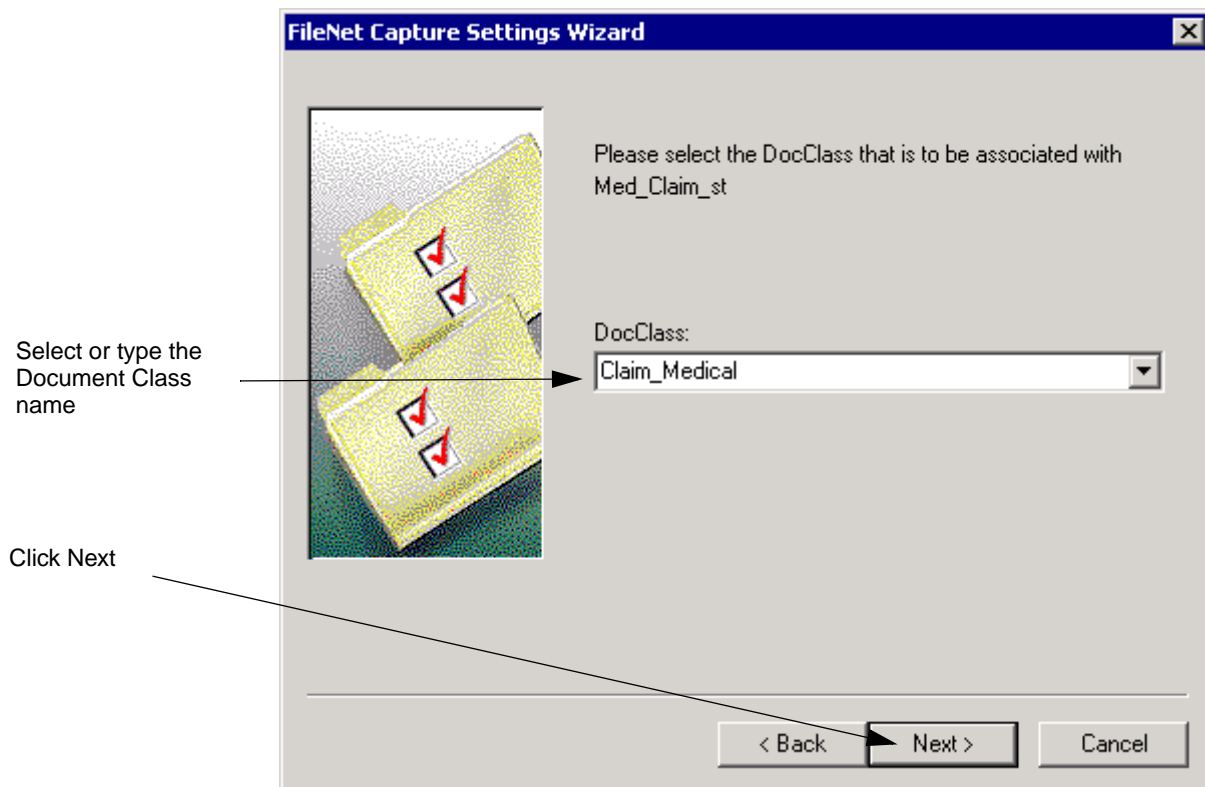 FileNet Capture Settings Wizard
Please select the DocClass that is to be associated with
Med_Claim_st
DocClass:
Claim_Medical
Select or type the
Document Class
name
Click Next
< Back
Next >
Cancel